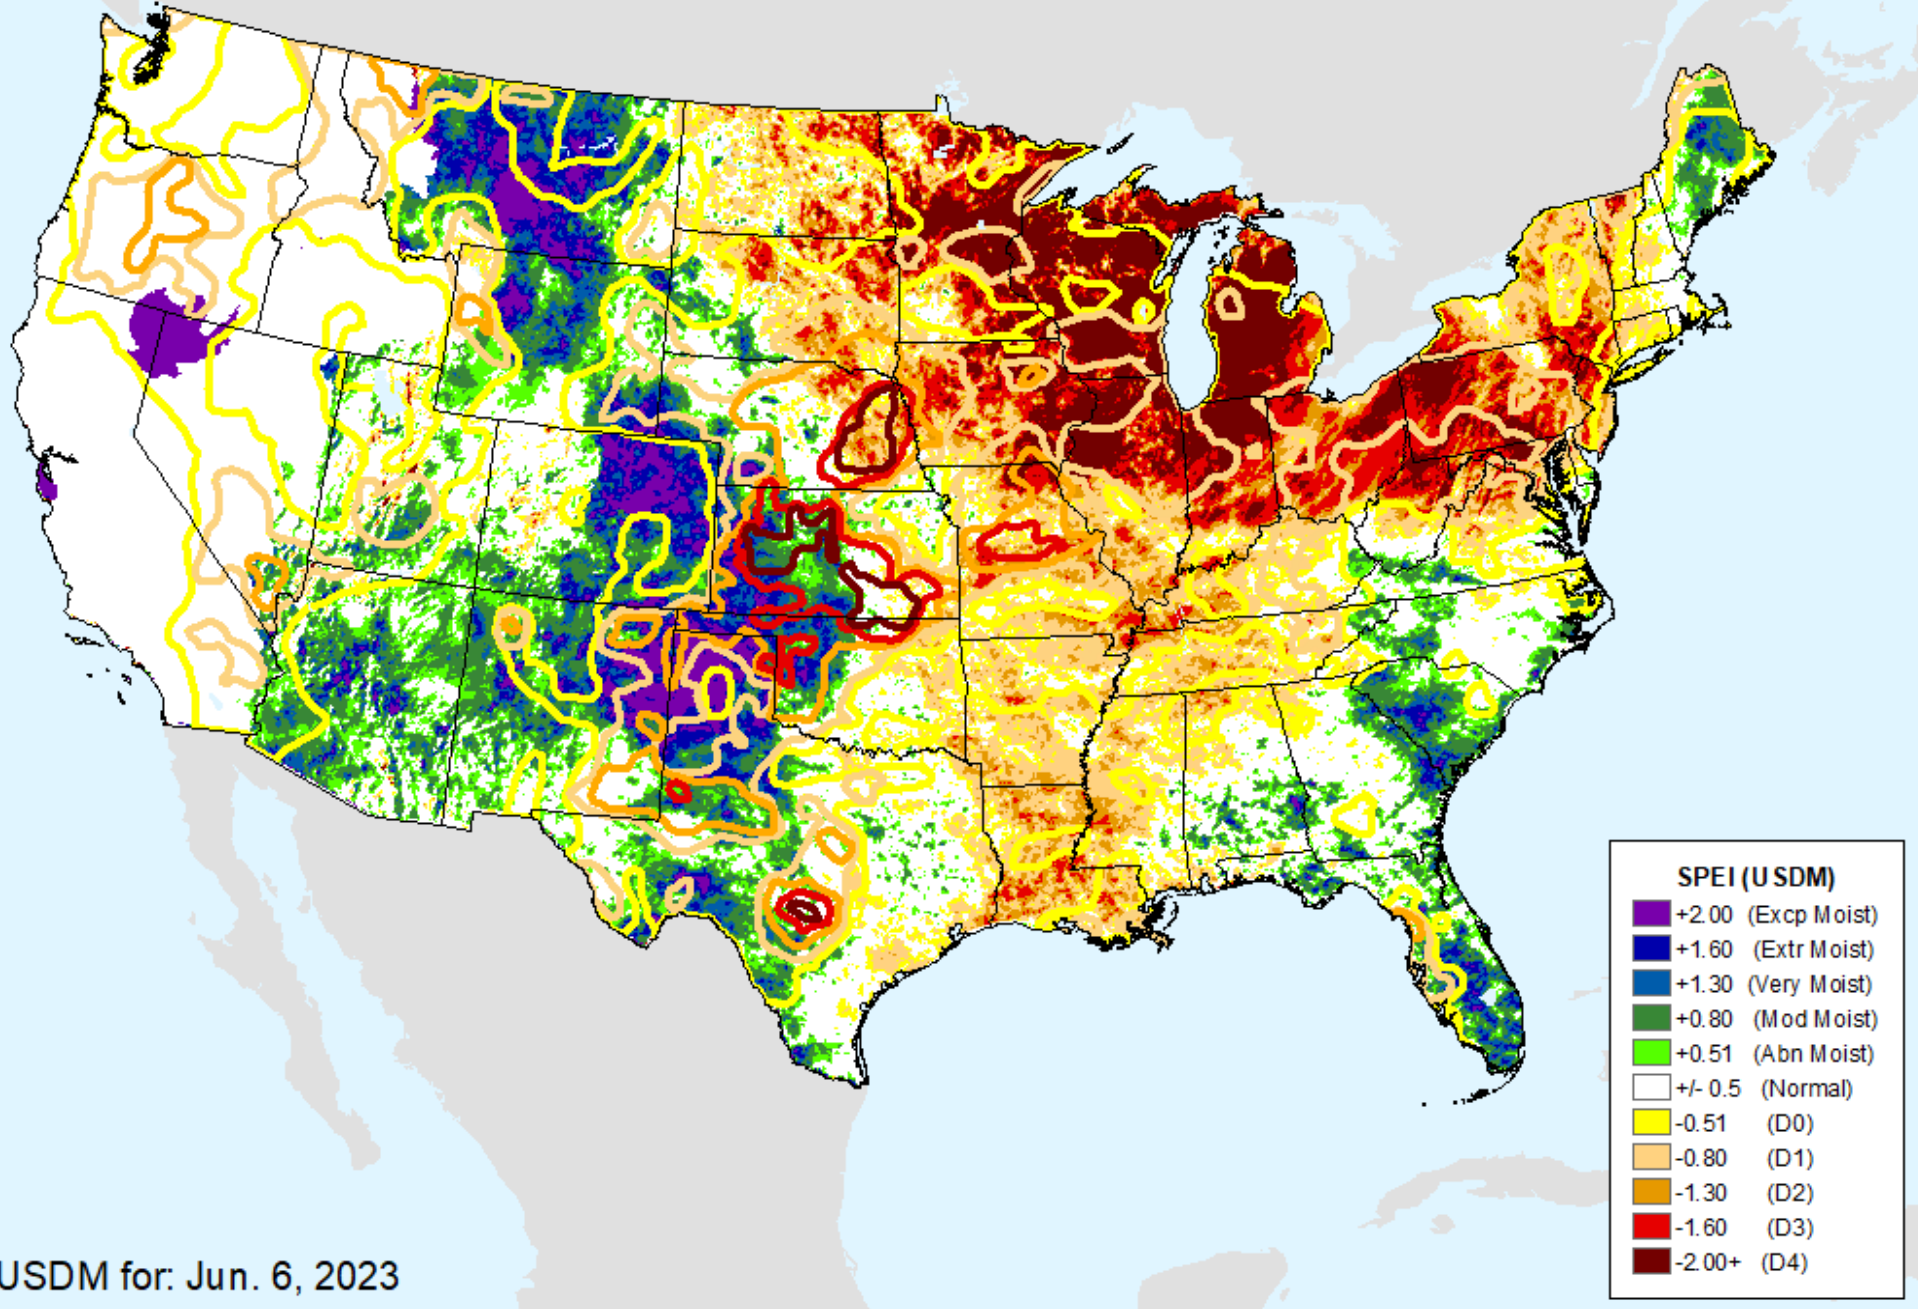 SPEI (USDM)
+2.00 (Excp Moist)
+1.60 (Extr Moist)
+1.30 (Very Moist)
+0.80 (Mod Moist)
+0.51 (Abn Moist)
+/- 0.5 (Normal)
-0.51 (D0)
-0.80 (D1)
-1.30 (D2)
-1.60 (D3)
-2.00+ (D4)
USDM for: Jun. 6, 2023